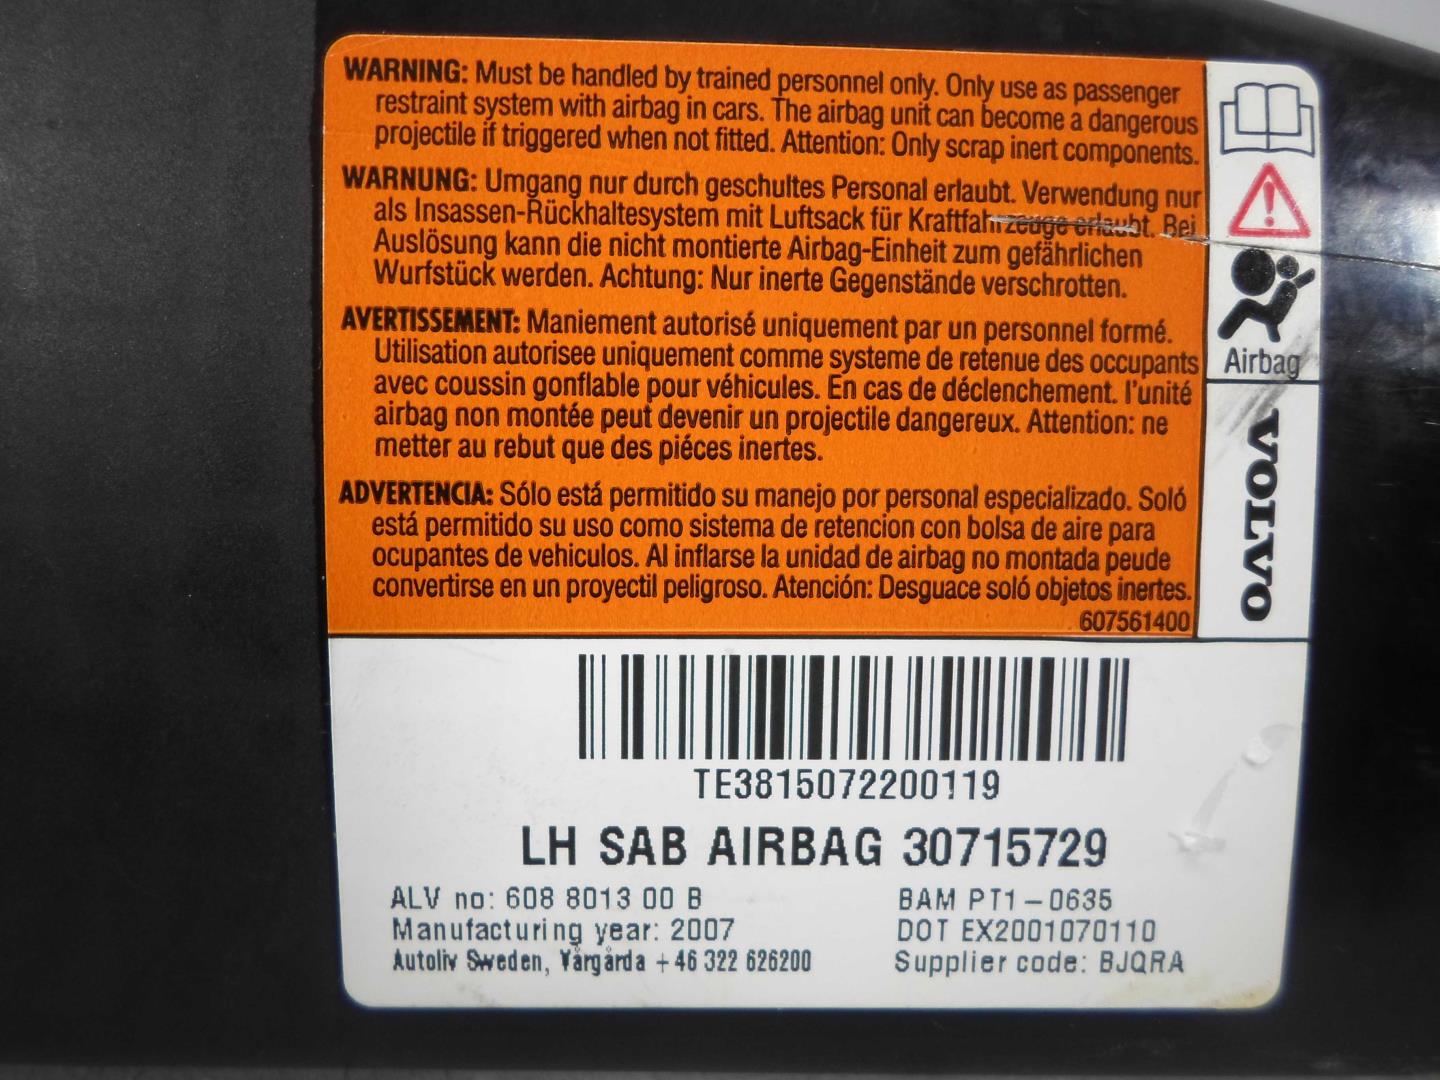 WARNING: Must be handled by trained personnel only. Only use as passenger
restraint system with airbag in cars. The airbag unit can become a dangerous
projectile if triggered when not fitted. Attention: Only scrap inert components.
WARNUNG: Umgang nur durch geschultes Personal erlaubt. Verwendung nur
als Insassen-Rückhaltesystem mit Luftsack für Kraftfahrzeuge erlaubt. Bei
Auslösung kann die nicht montierte Airbag-Einheit zum gefährlichen
Wurfstück werden. Achtung: Nur inerte Gegenstände verschrotten.
AVERTISSEMENT: Maniement autorisé uniquement par un personnel formé.
Utilisation autorisee uniquement comme systeme de retenue des occupants
avec coussin gonflable pour véhicules. En cas de déclenchement. l'unité
airbag non montée peut devenir un projectile dangereux. Attention: ne
metter au rebut que des piéces inertes.
ADVERTENCIA: Sólo está permitido su manejo por personal especializado. Soló
está permitido su uso como sistema de retencion con bolsa de aire para
ocupantes de vehiculos. Al inflarse la unidad de airbag no montada peude
convertirse en un proyectil peligroso. Atención: Desguace soló objetos inertes.
607561400
Airbag
VOLVO
TE3815072200119
LH SAB AIRBAG 30715729
ALV no: 608 8013 00 B
BAM PT1-0635
Manufacturing year: 2007
DOT EX2001070110
Autoliv Sweden, Vårgårda +46 322 626200
Supplier code: BJQRA